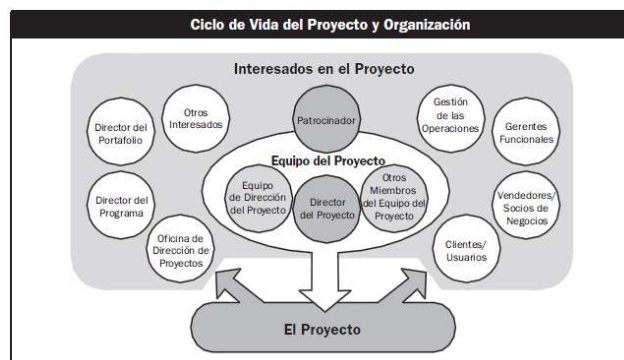 Ciclo de Vida del Proyecto y Organización
Interesados en el Proyecto
Director del
Portafolio
Otros
Interesados
Patrocinador
Gestión
de las
Operaciones
Gerentes
Funcionales
Equipo del Proyecto
Director del
Programa
Equipo
de Dirección
del Proyecto
Director
del Proyecto
Otros
Miembros
del Equipo del
Proyecto
Vendedores/
Socios de
Negocios
Oficina de
Dirección de
Proyectos
Clientes/
Usuarios
El Proyecto